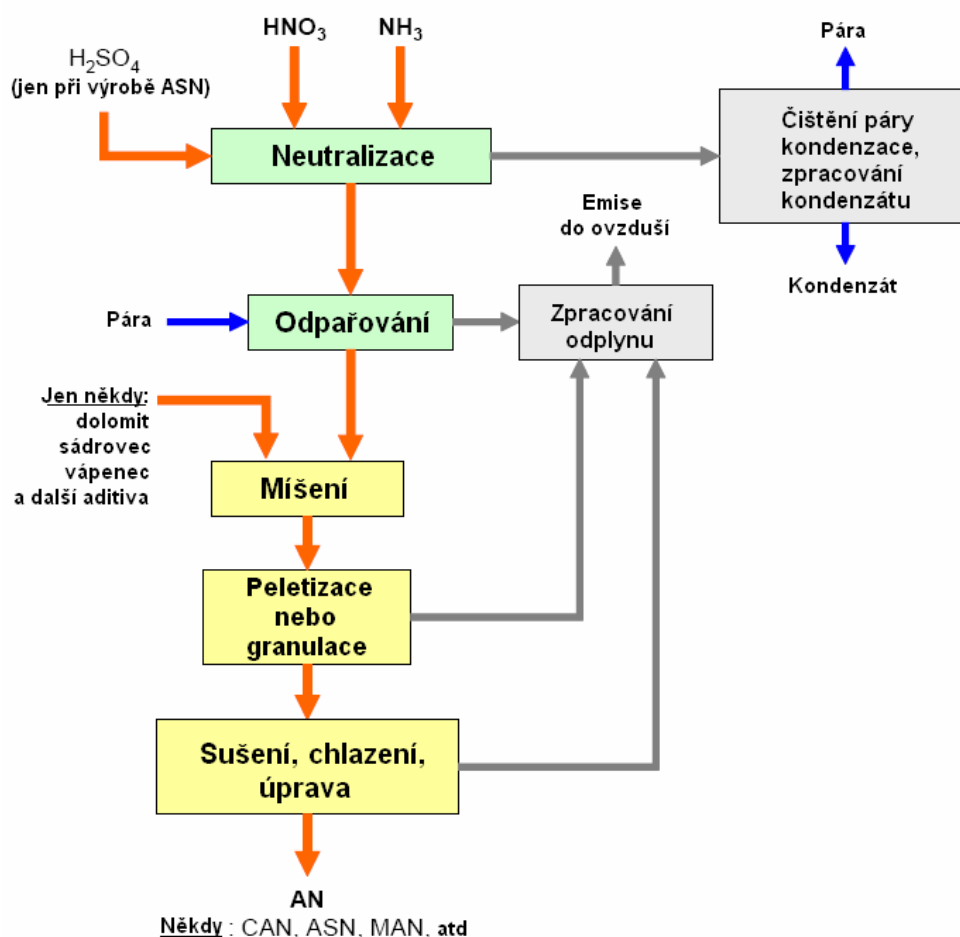 HNO₃
NH₃
H₂SO₄
(jen při výrobě ASN)
Neutralizace
Pára
Čištění páry
kondenzace,
zpracování
kondenzátu
Kondenzát
Emise
do ovzduší
Pára
Odpařování
Zpracování
odplynu
Jen někdy:
dolomit
sádrovec
vápenec
a další aditiva
Míšení
Peletizace
nebo
granulace
Sušení, chlazení,
úprava
AN
Někdy : CAN, ASN, MAN, atd